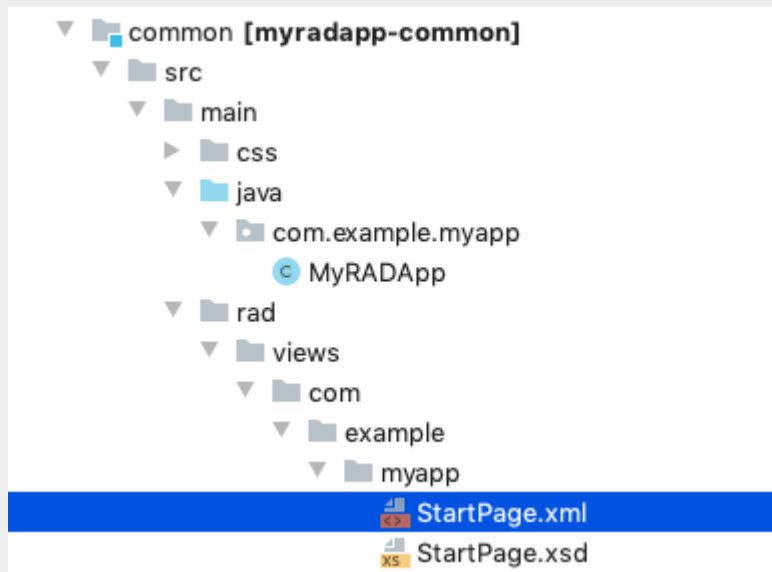 common [myradapp-common]
src
main
css
java
com.example.myapp
C MyRADApp
rad
views
com
example
myapp
<> StartPage.xml
XS StartPage.xsd